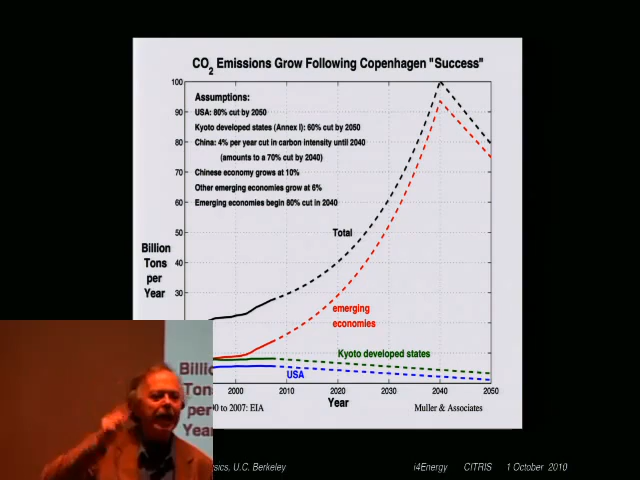 CO2 Emissions Grow Following Copenhagen "Success"
Assumptions:
USA: 80% cut by 2050
Kyoto developed states (Annex I): 60% cut by 2050
China: 4% per year cut in carbon intensity until 2040
(amounts to a 70% cut by 2040)
Chinese economy grows at 10%
Other emerging economies grow at 6%
Emerging economies begin 80% cut in 2040
100
90
80
70
60
50
40
30
Billion
Tons
per
Year
Total
emerging
economies
Kyoto developed states
USA
2000 2010 2020 2030 2040 2050
Year
00 to 2007: EIA
Muller & Associates
Billi
Tons
per
Year
sics, U.C. Berkeley
i4Energy CITRIS 1 October 2010